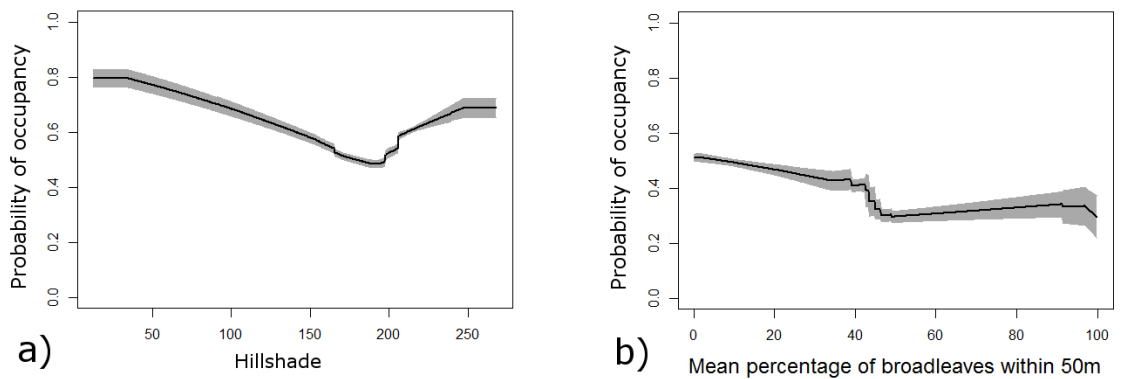 Probability of occupancy
1.0
0.8
0.6
0.4
0.2
0.0
50 100 150 200 250
Hillshade
a)
Probability of occupancy
1.0
0.8
0.6
0.4
0.2
0.0
0 20 40 60 80 100
Mean percentage of broadleaves within 50m
b)